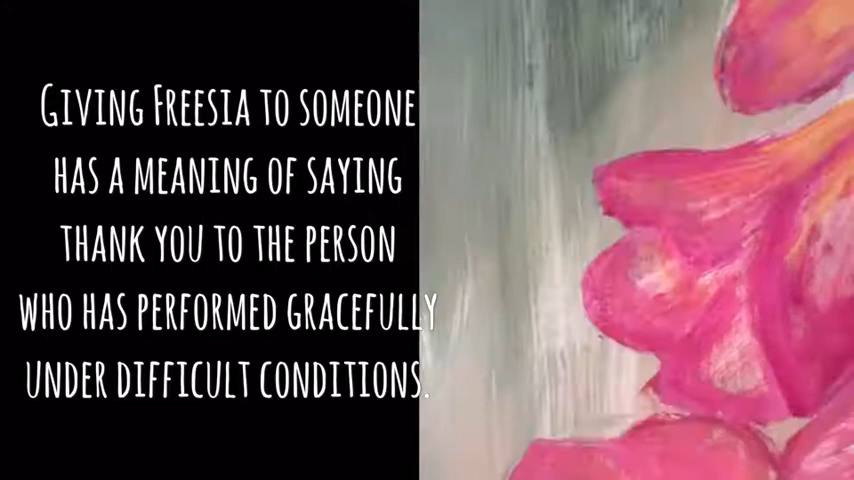 Giving Freesia to someone
has a meaning of saying
thank you to the person
who has performed gracefully
under difficult conditions.